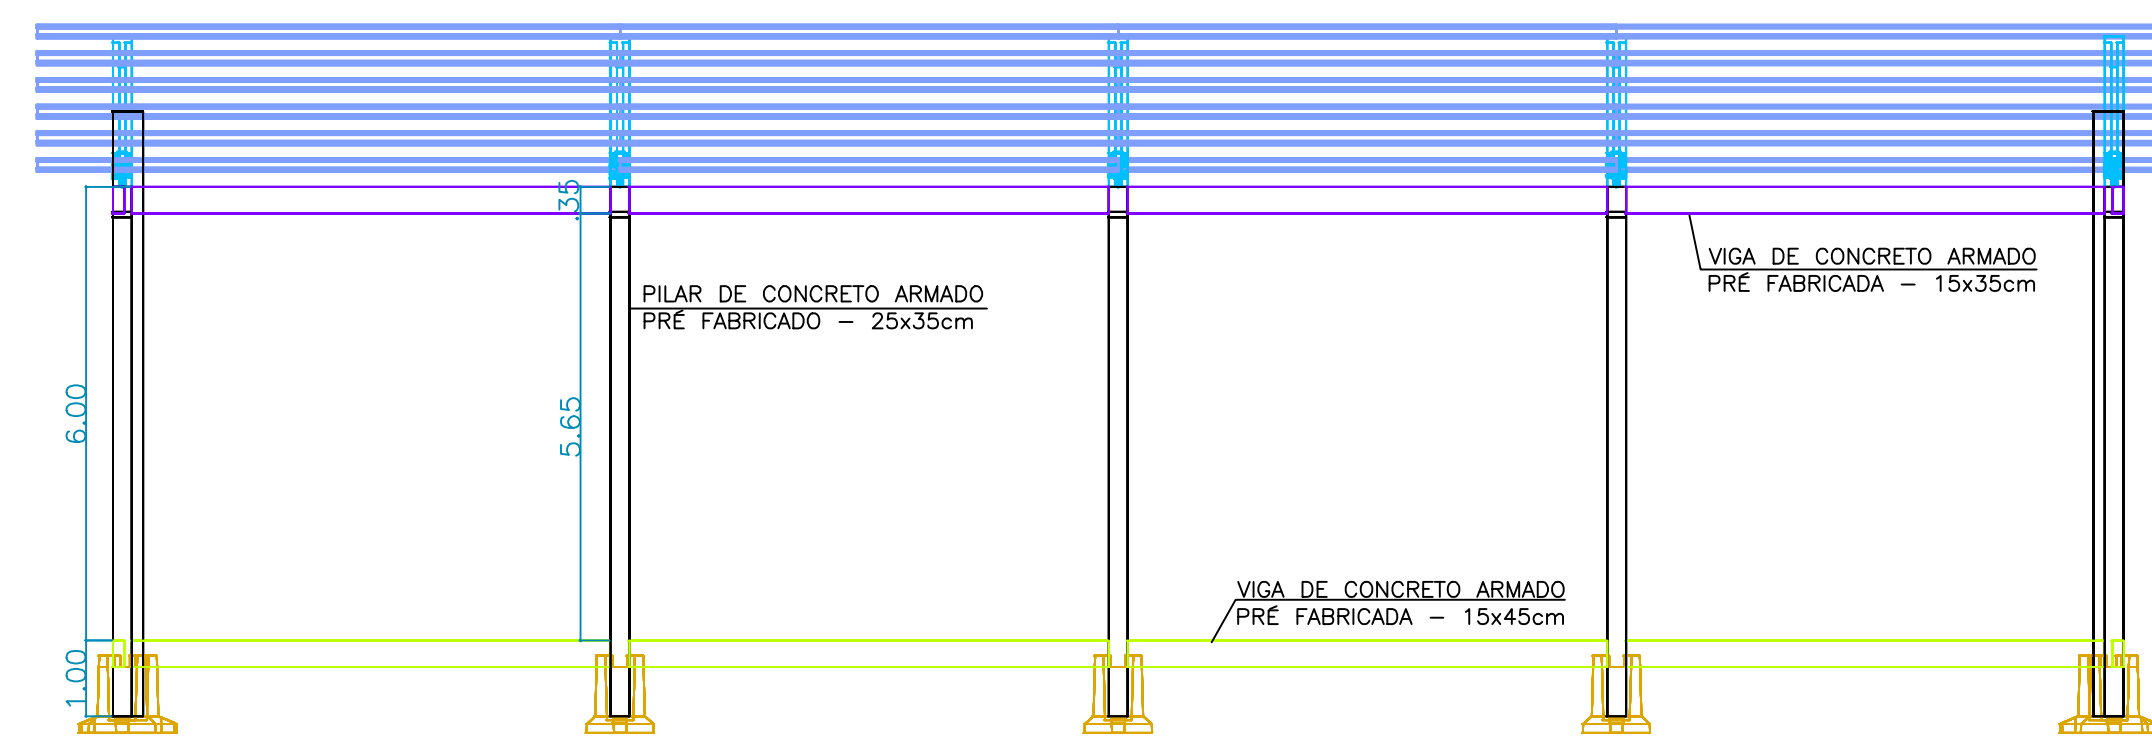 .35
VIGA DE CONCRETO ARMADO
PRÉ FABRICADA - 15x35cm
PILAR DE CONCRETO ARMADO
PRÉ FABRICADO - 25x35cm
6.00
5.65
VIGA DE CONCRETO ARMADO
PRÉ FABRICADA - 15x45cm
1.00